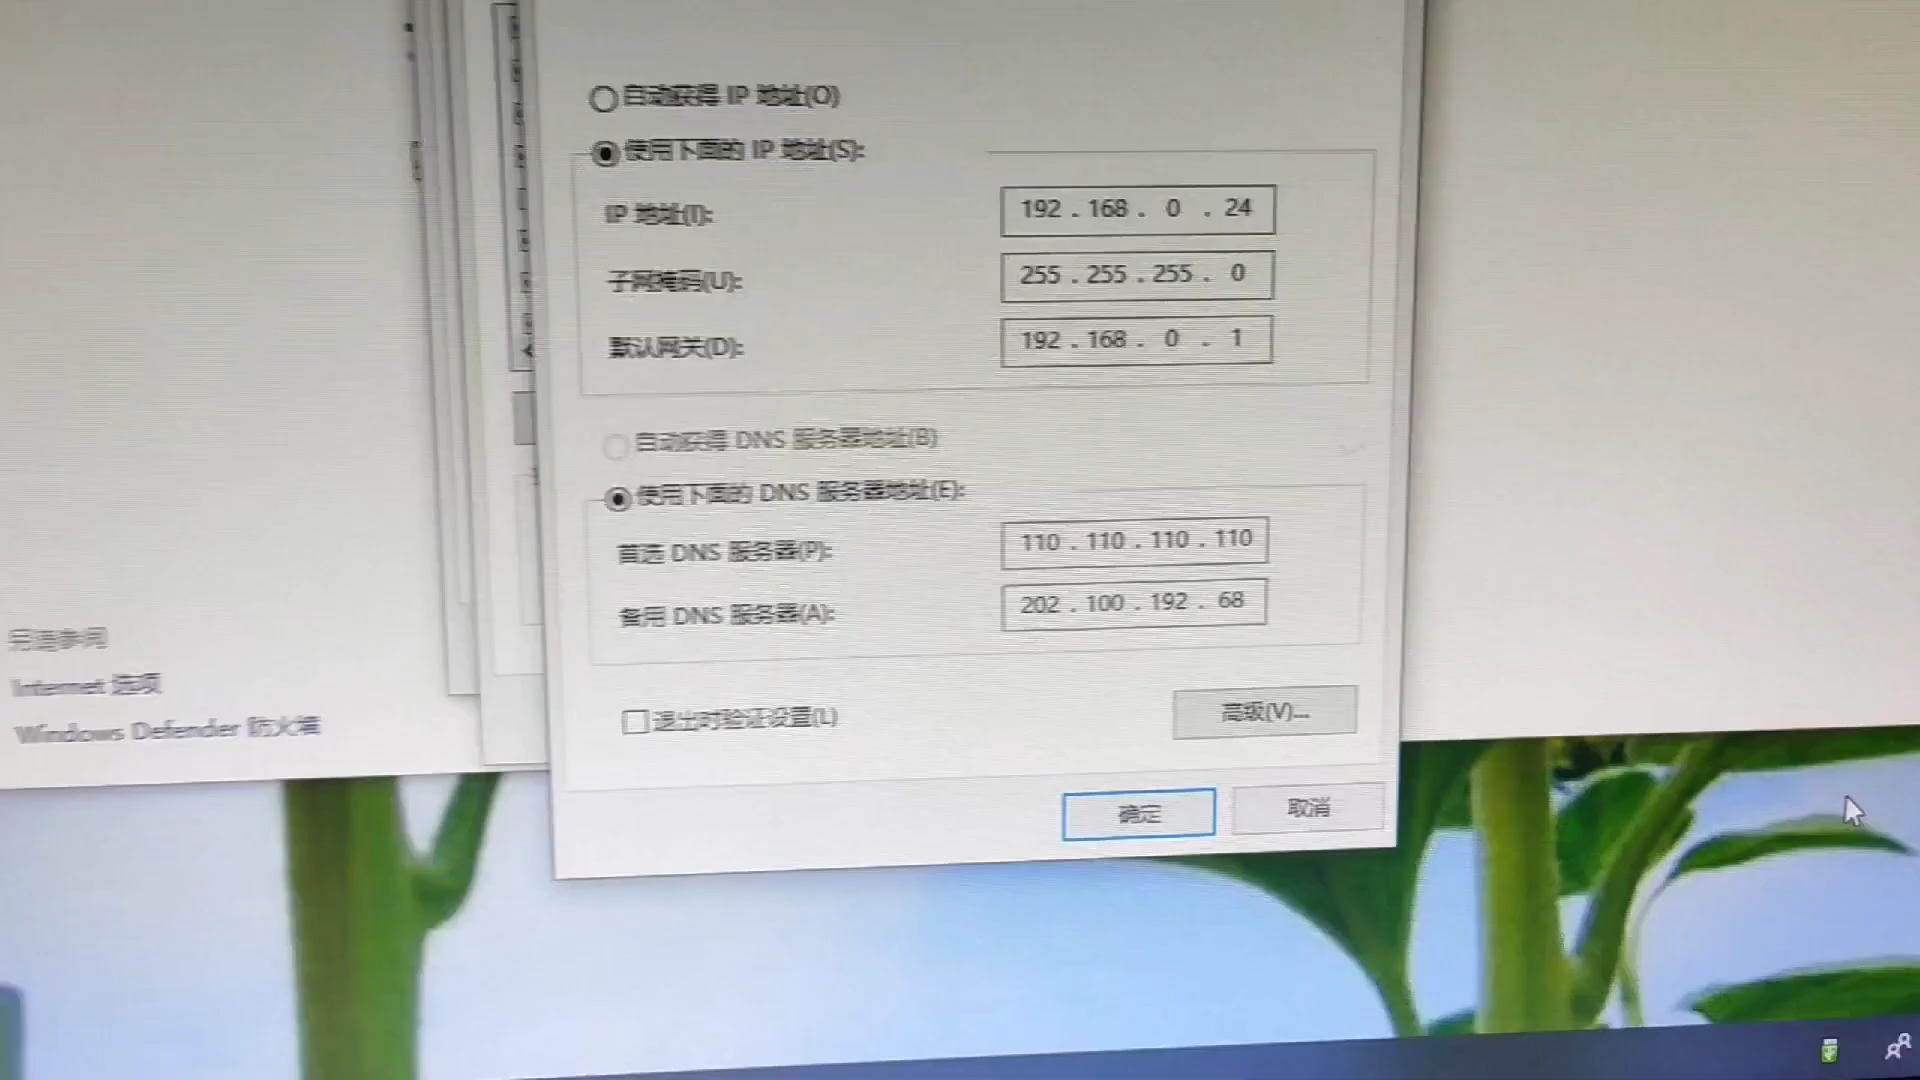 自动获得 IP 地址(O)
使用下面的 IP 地址(S):
IP 地址(I): 192 . 168 . 0 . 24
子网掩码(U): 255 . 255 . 255 . 0
默认网关(D): 192 . 168 . 0 . 1
自动获得 DNS 服务器地址(B)
使用下面的 DNS 服务器地址(E):
首选 DNS 服务器(P): 110 . 110 . 110 . 110
备用 DNS 服务器(A): 202 . 100 . 192 . 68
另请参阅
Internet 选项
Windows Defender 防火墙
退出时验证设置(L)
高级(V)...
确定
取消